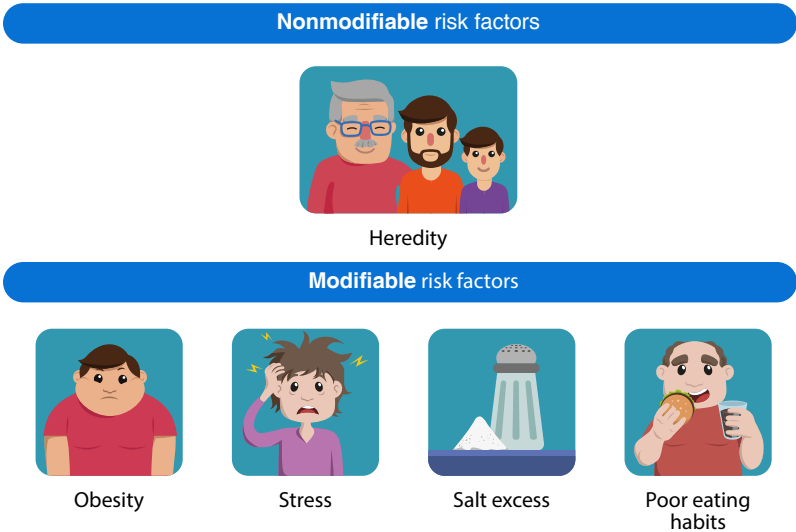 Nonmodifiable risk factors
Heredity
Modifiable risk factors
Obesity
Stress
Salt excess
Poor eating
habits